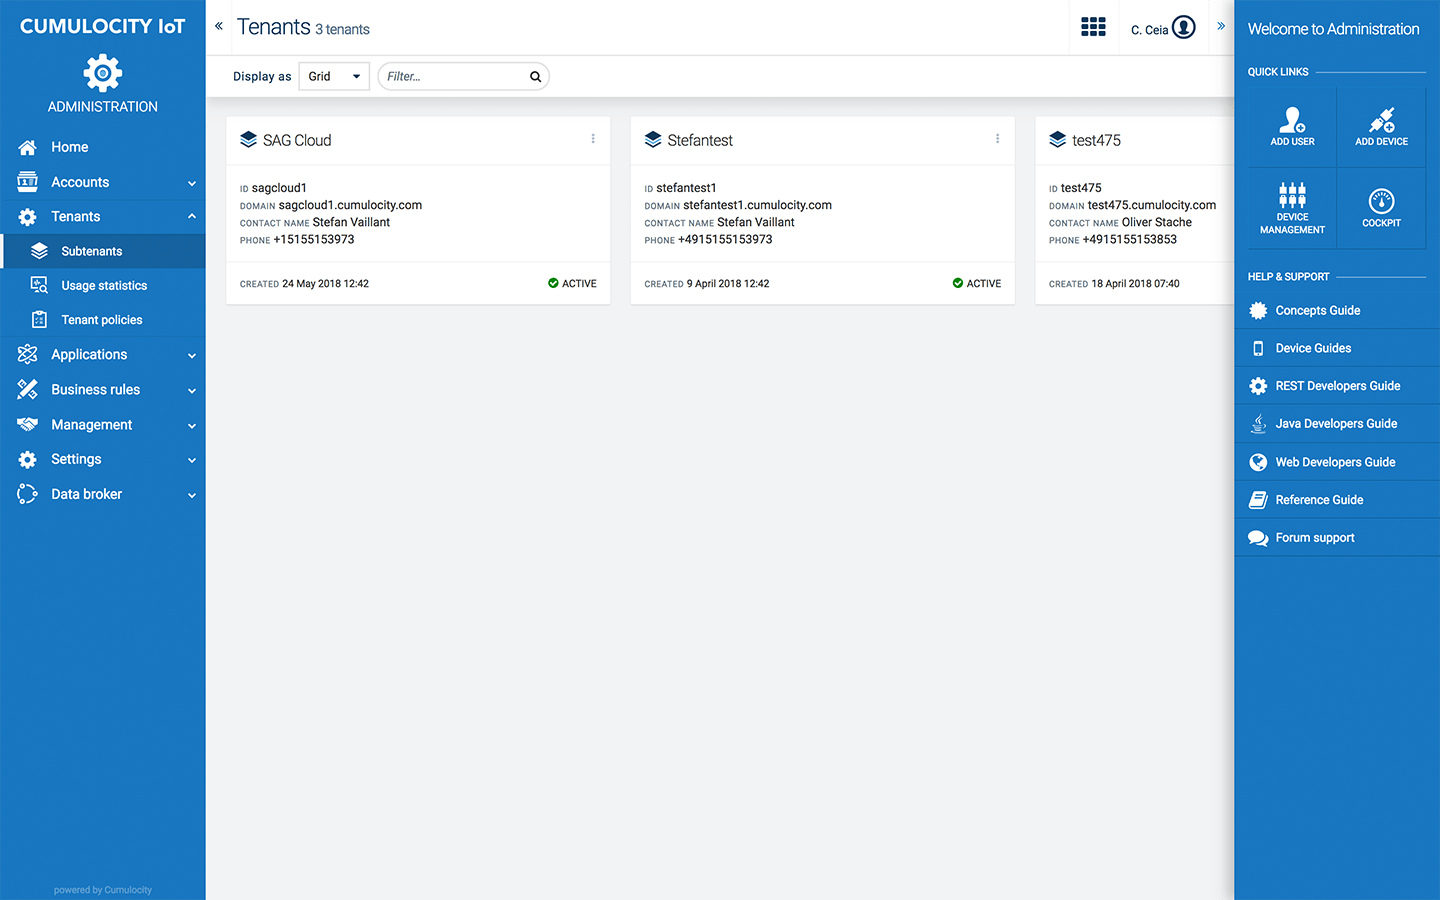 CUMULOCITY IoT
ADMINISTRATION
Home
Accounts
Tenants
Subtenants
Usage statistics
Tenant policies
Applications
Business rules
Management
Settings
Data broker
powered by Cumulocity
Tenants 3 tenants
C. Ceia
Display as Grid Filter...
SAG Cloud
ID sagcloud1
DOMAIN sagcloud1.cumulocity.com
CONTACT NAME Stefan Vaillant
PHONE +15155153973
CREATED 24 May 2018 12:42 ACTIVE
Stefantest
ID stefantest1
DOMAIN stefantest1.cumulocity.com
CONTACT NAME Stefan Vaillant
PHONE +4915155153973
CREATED 9 April 2018 12:42 ACTIVE
test475
ID test475
DOMAIN test475.cumulocity.com
CONTACT NAME Oliver Stache
PHONE +4915155153853
CREATED 18 April 2018 07:40
Welcome to Administration
QUICK LINKS
ADD USER
ADD DEVICE
DEVICE
MANAGEMENT
COCKPIT
HELP & SUPPORT
Concepts Guide
Device Guides
REST Developers Guide
Java Developers Guide
Web Developers Guide
Reference Guide
Forum support